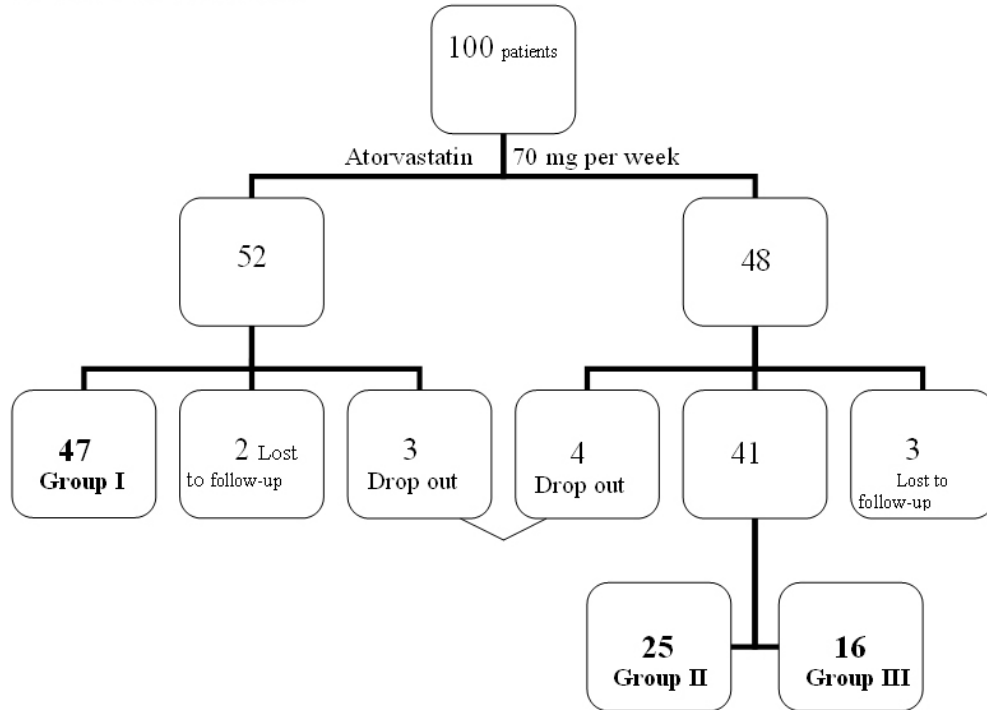 100 patients
Atorvastatin 70 mg per week
52
48
47
Group I
2 Lost
to follow-up
3
Drop out
4
Drop out
41
3
Lost to
follow-up
25
Group II
16
Group III